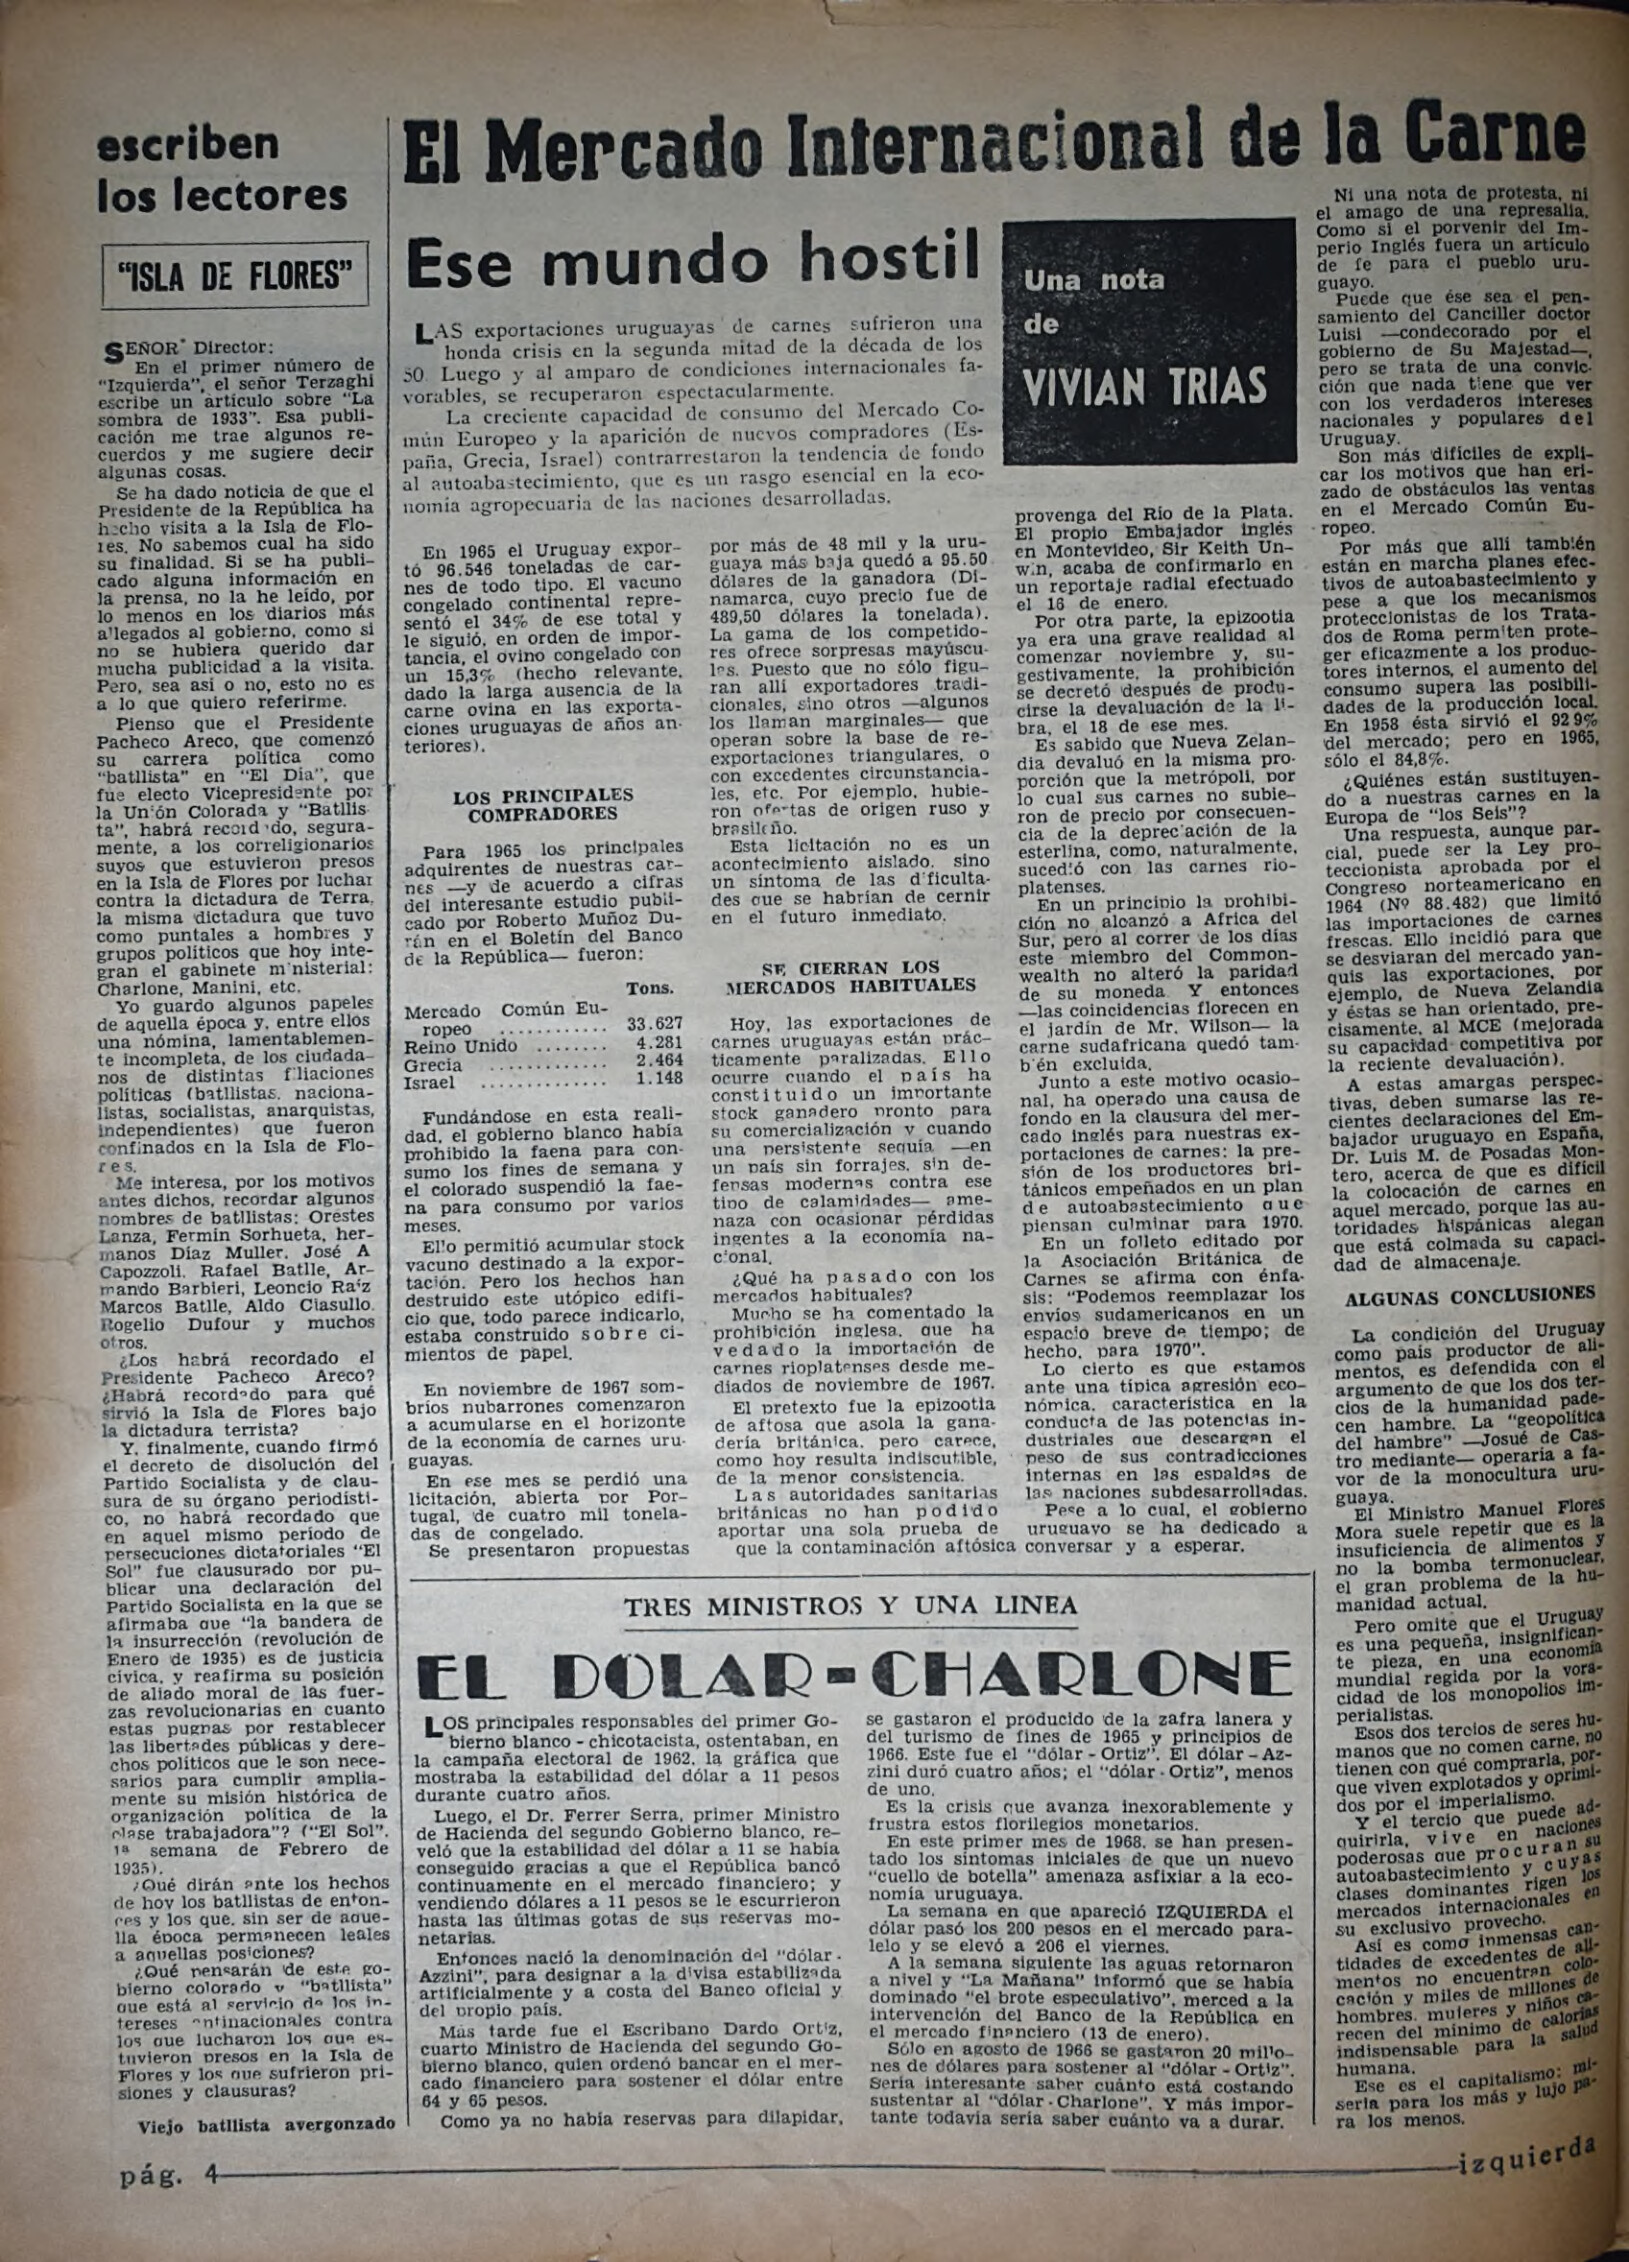 escriben
los lectores
"ISLA DE FLORES"
SEÑOR Director:
En el primer número de
"Izquierda", el señor Terzaghi
escribe un artículo sobre "La
sombra de 1933". Esa publi-
cación me trae algunos re-
cuerdos y me sugiere decir
algunas cosas.
Se ha dado noticia de que el
Presidente de la República ha
hecho visita a la Isla de Flo-
res. No sabemos cual ha sido
su finalidad. Si se ha publi-
cado alguna información en
la prensa, no la he leído, por
lo menos en los diarios más
allegados al gobierno, como si
no se hubiera querido dar
mucha publicidad a la visita.
Pero, sea así o no, esto no es
a lo que quiero referirme.
Pienso que el Presidente
Pacheco Areco, que comenzó
su carrera política como
"batllista" en "El Día", que
fue electo Vicepresidente por
la Unión Colorada y "Batllis
ta", habrá recordado, segura-
mente, a los correligionarios
suyos que estuvieron presos
en la Isla de Flores por luchar
contra la dictadura de Terra,
la misma dictadura que tuvo
como puntales a hombres y
grupos políticos que hoy inte-
gran el gabinete ministerial:
Charlone, Manini, etc.
Yo guardo algunos papeles
de aquella época y, entre ellos
una nómina, lamentablemen-
te incompleta, de los ciudada-
nos de distintas filiaciones
políticas (batllistas, naciona-
listas, socialistas, anarquistas,
independientes) que fueron
confinados en la Isla de Flo-
res.
Me interesa, por los motivos
antes dichos, recordar algunos
nombres de batllistas: Orestes
Lanza, Fermín Sorhueta, her-
manos Díaz Muller, José A
Capozzoli, Rafael Batlle, Ar-
mando Barbieri, Leoncio Raíz
Marcos Batlle, Aldo Ciasullo.
Rogelio Dufour y muchos
otros.
¿Los habrá recordado el
Presidente Pacheco Areco?
¿Habrá recordado para qué
sirvió la Isla de Flores bajo
la dictadura terrista?
Y, finalmente, cuando firmó
el decreto de disolución del
Partido Socialista y de clau-
sura de su órgano periodísti-
co, no habrá recordado que
en aquel mismo período de
persecuciones dictatoriales "El
Sol" fue clausurado por pu-
blicar una declaración del
Partido Socialista en la que se
afirmaba que "la bandera de
la insurrección (revolución de
Enero de 1935) es de justicia
cívica, y reafirma su posición
de aliado moral de las fuer-
zas revolucionarias en cuanto
estas pugnas por restablecer
las libertades públicas y dere-
chos políticos que le son nece-
sarios para cumplir amplia-
mente su misión histórica de
organización política de la
clase trabajadora"? ("El Sol".
1ª semana de Febrero de
1935).
¿Qué dirán ante los hechos
de hoy los batllistas de enton-
ces y los que, sin ser de aque-
lla época permanecen leales
a aquellas posiciones?
¿Qué pensarán de este go-
bierno colorado y "batllista"
que está al servicio de los in-
tereses antinacionales contra
los que lucharon los que es-
tuvieron presos en la Isla de
Flores y los que sufrieron pri-
siones y clausuras?
Viejo batllista avergonzado
El Mercado Internacional de la Carne
Ese mundo hostil
Una nota
de
VIVIAN TRIAS
LAS exportaciones uruguayas de carnes sufrieron una
honda crisis en la segunda mitad de la década de los
50. Luego y al amparo de condiciones internacionales fa-
vorables, se recuperaron espectacularmente.
La creciente capacidad de consumo del Mercado Co-
mún Europeo y la aparición de nuevos compradores (Es-
paña, Grecia, Israel) contrarrestaron la tendencia de fondo
al autoabastecimiento, que es un rasgo esencial en la eco-
nomía agropecuaria de las naciones desarrolladas.
En 1965 el Uruguay expor-
tó 96.546 toneladas de car-
nes de todo tipo. El vacuno
congelado continental repre-
sentó el 34% de ese total y
le siguió, en orden de impor-
tancia, el ovino congelado con
un 15,3% (hecho relevante,
dado la larga ausencia de la
carne ovina en las exporta-
ciones uruguayas de años an-
teriores).
LOS PRINCIPALES
COMPRADORES
Para 1965 los principales
adquirentes de nuestras car-
nes —y de acuerdo a cifras
del interesante estudio publi-
cado por Roberto Muñoz Du-
rán en el Boletín del Banco
de la República— fueron:
Tons.
Mercado Común Eu-
ropeo ............ 33.627
Reino Unido ........ 4.281
Grecia ............. 2.464
Israel .............. 1.148
Fundándose en esta reali-
dad, el gobierno blanco había
prohibido la faena para con-
sumo los fines de semana y
el colorado suspendió la fae-
na para consumo por varios
meses.
Ello permitió acumular stock
vacuno destinado a la expor-
tación. Pero los hechos han
destruido este utópico edifi-
cio que, todo parece indicarlo,
estaba construido sobre ci-
mientos de papel.
En noviembre de 1967 som-
bríos nubarrones comenzaron
a acumularse en el horizonte
de la economía de carnes uru-
guayas.
En ese mes se perdió una
licitación, abierta por Por-
tugal, de cuatro mil tonela-
das de congelado.
Se presentaron propuestas
por más de 48 mil y la uru-
guaya más baja quedó a 95.50
dólares de la ganadora (Di-
namarca, cuyo precio fue de
489,50 dólares la tonelada).
La gama de los competido-
res ofrece sorpresas mayúscu-
les. Puesto que no sólo figu-
ran allí exportadores tradi-
cionales, sino otros —algunos
los llaman marginales— que
operan sobre la base de re-
exportaciones triangulares, o
con excedentes circunstancia-
les, etc. Por ejemplo, hubie-
ron ofertas de origen ruso y
brasileño.
Esta licitación no es un
acontecimiento aislado, sino
un síntoma de las dificulta-
des que se habrían de cernir
en el futuro inmediato.
SE CIERRAN LOS
MERCADOS HABITUALES
Hoy, las exportaciones de
carnes uruguayas están prác-
ticamente paralizadas. Ello
ocurre cuando el país ha
constituido un importante
stock ganadero pronto para
su comercialización y cuando
una persistente sequía —en
un país sin forrajes, sin de-
fensas modernas contra ese
tipo de calamidades— ame-
naza con ocasionar pérdidas
ingentes a la economía na-
cional.
¿Qué ha pasado con los
mercados habituales?
Mucho se ha comentado la
prohibición inglesa, que ha
vedado la importación de
carnes rioplatenses desde me-
diados de noviembre de 1967.
El pretexto fue la epizootia
de aftosa que asola la gana-
dería británica, pero carece,
como hoy resulta indiscutible,
de la menor consistencia.
Las autoridades sanitarias
británicas no han podido
aportar una sola prueba de
que la contaminación aftósica
provenga del Río de la Plata.
El propio Embajador inglés
en Montevideo, Sir Keith Un-
win, acaba de confirmarlo en
un reportaje radial efectuado
el 16 de enero.
Por otra parte, la epizootia
ya era una grave realidad al
comenzar noviembre y, su-
gestivamente, la prohibición
se decretó después de produ-
cirse la devaluación de la li-
bra, el 18 de ese mes.
Es sabido que Nueva Zelan-
dia devaluó en la misma pro-
porción que la metrópoli, por
lo cual sus carnes no subie-
ron de precio por consecuen-
cia de la depreciación de la
esterlina, como, naturalmente,
sucedió con las carnes rio-
platenses.
En un principio la prohibi-
ción no alcanzó a Africa del
Sur, pero al correr de los días
este miembro del Common-
wealth no alteró la paridad
de su moneda. Y entonces
—las coincidencias florecen en
el jardín de Mr. Wilson— la
carne sudafricana quedó tam-
bién excluida.
Junto a este motivo ocasio-
nal, ha operado una causa de
fondo en la clausura del mer-
cado inglés para nuestras ex-
portaciones de carnes: la pre-
sión de los productores bri-
tánicos empeñados en un plan
de autoabastecimiento que
piensan culminar para 1970.
En un folleto editado por
la Asociación Británica de
Carnes se afirma con énfa-
sis: "Podemos reemplazar los
envíos sudamericanos en un
espacio breve de tiempo; de
hecho, para 1970".
Lo cierto es que estamos
ante una típica agresión eco-
nómica, característica en la
conducta de las potencias in-
dustriales que descargan el
peso de sus contradicciones
internas en las espaldas de
las naciones subdesarrolladas.
Pese a lo cual, el gobierno
uruguayo se ha dedicado a
conversar y a esperar.
Ni una nota de protesta, ni
el amago de una represalia.
Como si el porvenir del Im-
perio Inglés fuera un artículo
de fe para el pueblo uru-
guayo.
Puede que ése sea el pen-
samiento del Canciller doctor
Luisi —condecorado por el
gobierno de Su Majestad—,
pero se trata de una convic-
ción que nada tiene que ver
con los verdaderos intereses
nacionales y populares del
Uruguay.
Son más difíciles de expli-
car los motivos que han eri-
zado de obstáculos las ventas
en el Mercado Común Eu-
ropeo.
Por más que allí también
están en marcha planes efec-
tivos de autoabastecimiento y
pese a que los mecanismos
proteccionistas de los Trata-
dos de Roma permiten prote-
ger eficazmente a los produc-
tores internos, el aumento del
consumo supera las posibili-
dades de la producción local.
En 1958 ésta sirvió el 92 9%
del mercado; pero en 1965,
sólo el 84,8%.
¿Quiénes están sustituyen-
do a nuestras carnes en la
Europa de "los Seis"?
Una respuesta, aunque par-
cial, puede ser la Ley pro-
teccionista aprobada por el
Congreso norteamericano en
1964 (Nº 88.482) que limitó
las importaciones de carnes
frescas. Ello incidió para que
se desviaran del mercado yan-
quis las exportaciones, por
ejemplo, de Nueva Zelandia
y éstas se han orientado, pre-
cisamente, al MCE (mejorada
su capacidad competitiva por
la reciente devaluación).
A estas amargas perspec-
tivas, deben sumarse las re-
cientes declaraciones del Em-
bajador uruguayo en España,
Dr. Luis M. de Posadas Mon-
tero, acerca de que es difícil
la colocación de carnes en
aquel mercado, porque las au-
toridades hispánicas alegan
que está colmada su capaci-
dad de almacenaje.
ALGUNAS CONCLUSIONES
La condición del Uruguay
como país productor de ali-
mentos, es defendida con el
argumento de que los dos ter-
cios de la humanidad pade-
cen hambre. La "geopolítica
del hambre" —Josué de Cas-
tro mediante— operaría a fa-
vor de la monocultura uru-
guaya.
El Ministro Manuel Flores
Mora suele repetir que es la
insuficiencia de alimentos y
no la bomba termonuclear,
el gran problema de la hu-
manidad actual.
Pero omite que el Uruguay
es una pequeña, insignifican-
te pieza, en una economía
mundial regida por la vora-
cidad de los monopolios im-
perialistas.
Esos dos tercios de seres hu-
manos que no comen carne, no
tienen con qué comprarla, por-
que viven explotados y oprimi-
dos por el imperialismo.
Y el tercio que puede ad-
quirirla, vive en naciones
poderosas que procuran su
autoabastecimiento y cuyas
clases dominantes rigen los
mercados internacionales en
su exclusivo provecho.
Así es como inmensas can-
tidades de excedentes de ali-
mentos no encuentran colo-
cación y miles de millones de
hombres, mujeres y niños ca-
recen del mínimo de calorías
indispensable para la salud
humana.
Ese es el capitalismo: mi-
seria para los más y lujo pa-
ra los menos.
TRES MINISTROS Y UNA LINEA
EL DOLAR-CHARLONE
LOS principales responsables del primer Go-
bierno blanco - chicotacista, ostentaban, en
la campaña electoral de 1962, la gráfica que
mostraba la estabilidad del dólar a 11 pesos
durante cuatro años.
Luego, el Dr. Ferrer Serra, primer Ministro
de Hacienda del segundo Gobierno blanco, re-
veló que la estabilidad del dólar a 11 se había
conseguido gracias a que el República bancó
continuamente en el mercado financiero; y
vendiendo dólares a 11 pesos se le escurrieron
hasta las últimas gotas de sus reservas mo-
netarias.
Entonces nació la denominación del "dólar-
Azzini", para designar a la divisa estabilizada
artificialmente y a costa del Banco oficial y
del propio país.
Más tarde fue el Escribano Dardo Ortiz,
cuarto Ministro de Hacienda del segundo Go-
bierno blanco, quien ordenó bancar en el mer-
cado financiero para sostener el dólar entre
64 y 65 pesos.
Como ya no había reservas para dilapidar,
se gastaron el producido de la zafra lanera y
del turismo de fines de 1965 y principios de
1966. Este fue el "dólar - Ortiz". El dólar - Az-
zini duró cuatro años; el "dólar - Ortiz", menos
de uno.
Es la crisis que avanza inexorablemente y
frustra estos florilegios monetarios.
En este primer mes de 1968, se han presen-
tado los síntomas iniciales de que un nuevo
"cuello de botella" amenaza asfixiar a la eco-
nomía uruguaya.
La semana en que apareció IZQUIERDA el
dólar pasó los 200 pesos en el mercado para-
lelo y se elevó a 206 el viernes.
A la semana siguiente las aguas retornaron
a nivel y "La Mañana" informó que se había
dominado "el brote especulativo", merced a la
intervención del Banco de la República en
el mercado financiero (13 de enero).
Sólo en agosto de 1966 se gastaron 20 millo-
nes de dólares para sostener al "dólar - Ortiz".
Sería interesante saber cuánto está costando
sustentar al "dólar - Charlone". Y más impor-
tante todavía sería saber cuánto va a durar.
pág. 4
izquierda